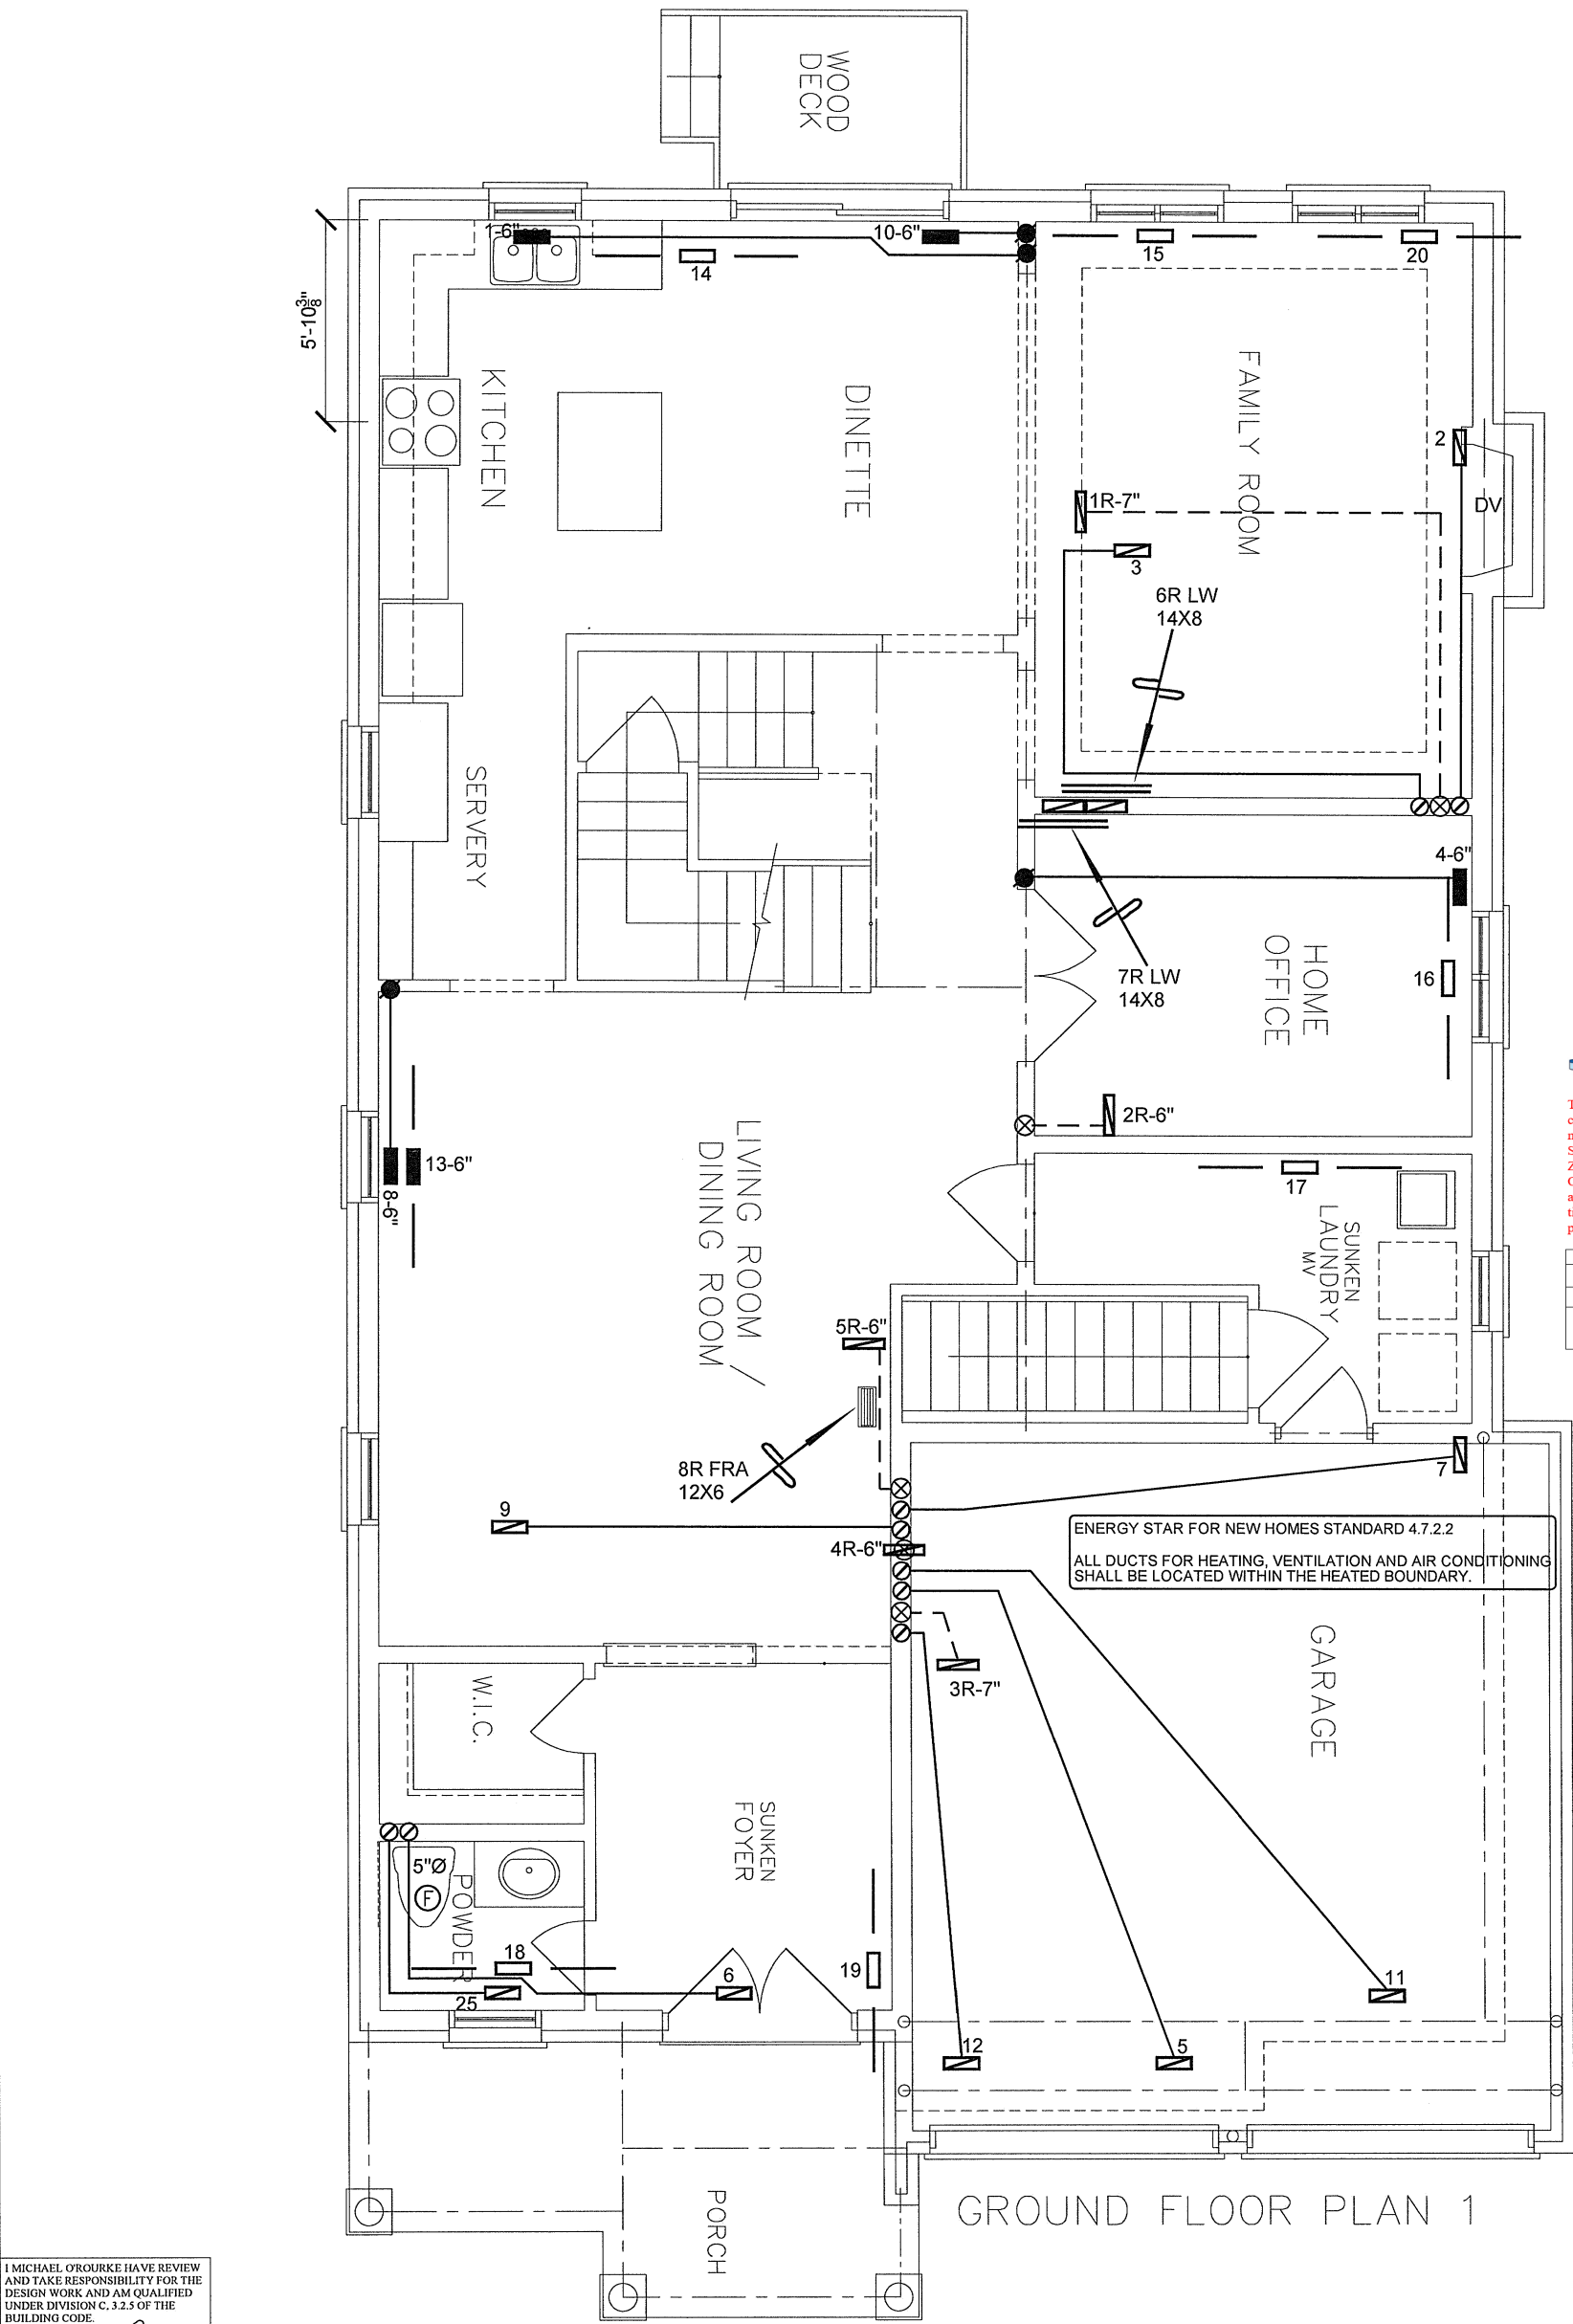 WOOD
DECK
1-6"
10-6"
14
15
20
5'-10 3/8"
KITCHEN
DINETTE
FAMILY ROOM
2
DV
1R-7"
3
6R LW
14X8
SERVERY
4-6"
7R LW
14X8
HOME
OFFICE
16
2R-6"
13-6"
8-6"
LIVING ROOM
DINING ROOM
17
SUNKEN
LAUNDRY
MV
5R-6"
8R FRA
12X6
7
9
4R-6"
ENERGY STAR FOR NEW HOMES STANDARD 4.7.2.2
ALL DUCTS FOR HEATING, VENTILATION AND AIR CONDITIONING
SHALL BE LOCATED WITHIN THE HEATED BOUNDARY.
3R-7"
GARAGE
W.I.C.
SUNKEN
FOYER
5"Ø
F
POWDER
18
25
6
19
11
12
5
PORCH
GROUND FLOOR PLAN 1
I MICHAEL O'ROURKE HAVE REVIEW
AND TAKE RESPONSIBILITY FOR THE
DESIGN WORK AND AM QUALIFIED
UNDER DIVISION C, 3.2.5 OF THE
BUILDING CODE.